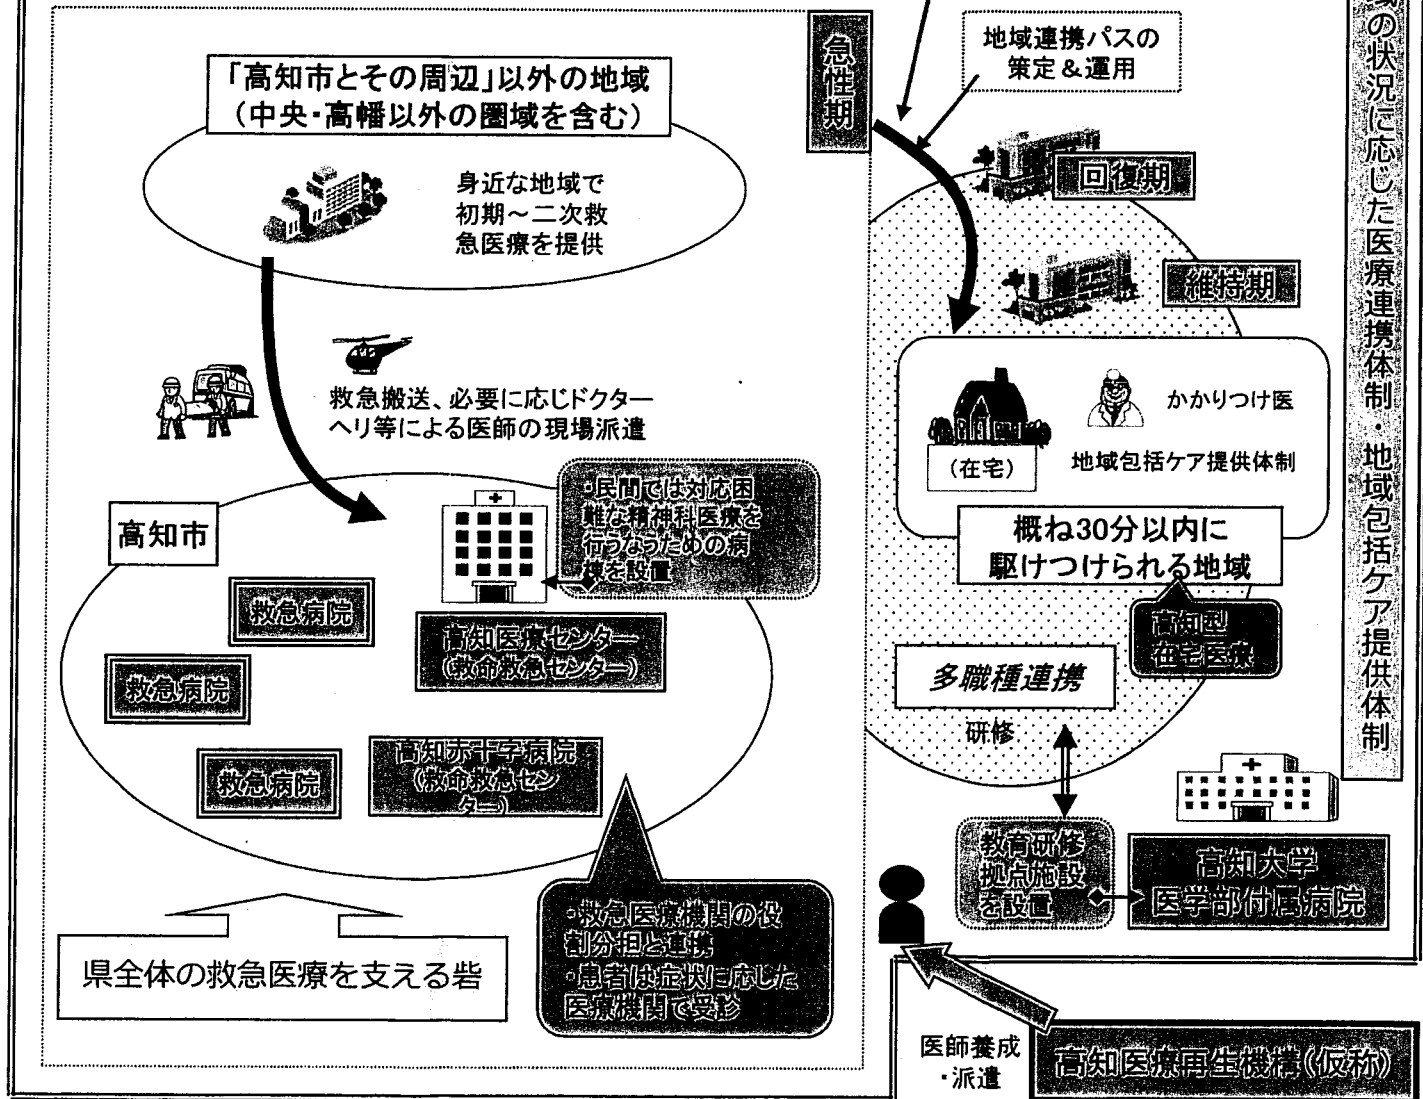 急性期
地域連携パスの
策定＆運用
「高知市とその周辺」以外の地域
(中央・高幡以外の圏域を含む)
身近な地域で
初期～二次救
急医療を提供
回復期
維持期
救急搬送、必要に応じドクター
ヘリ等による医師の現場派遣
かかりつけ医
(在宅)
地域包括ケア提供体制
概ね30分以内に
駆けつけられる地域
高知型
在宅医療
高知市
・民間では対応困
難な精神科医療を
行うなうための病
棟を設置
救急病院
高知医療センター
(救命救急センター)
救急病院
救急病院
高知赤十字病院
(救命救急セン
ター)
多職種連携
研修
教育研修
拠点施設
を設置
高知大学
医学部付属病院
・救急医療機関の役
割分担と連携
・患者は症状に応じた
医療機関で受診
県全体の救急医療を支える砦
医師養成
・派遣
高知医療再生機構(仮称)
の状況に応じた医療連携体制・地域包括ケア提供体制